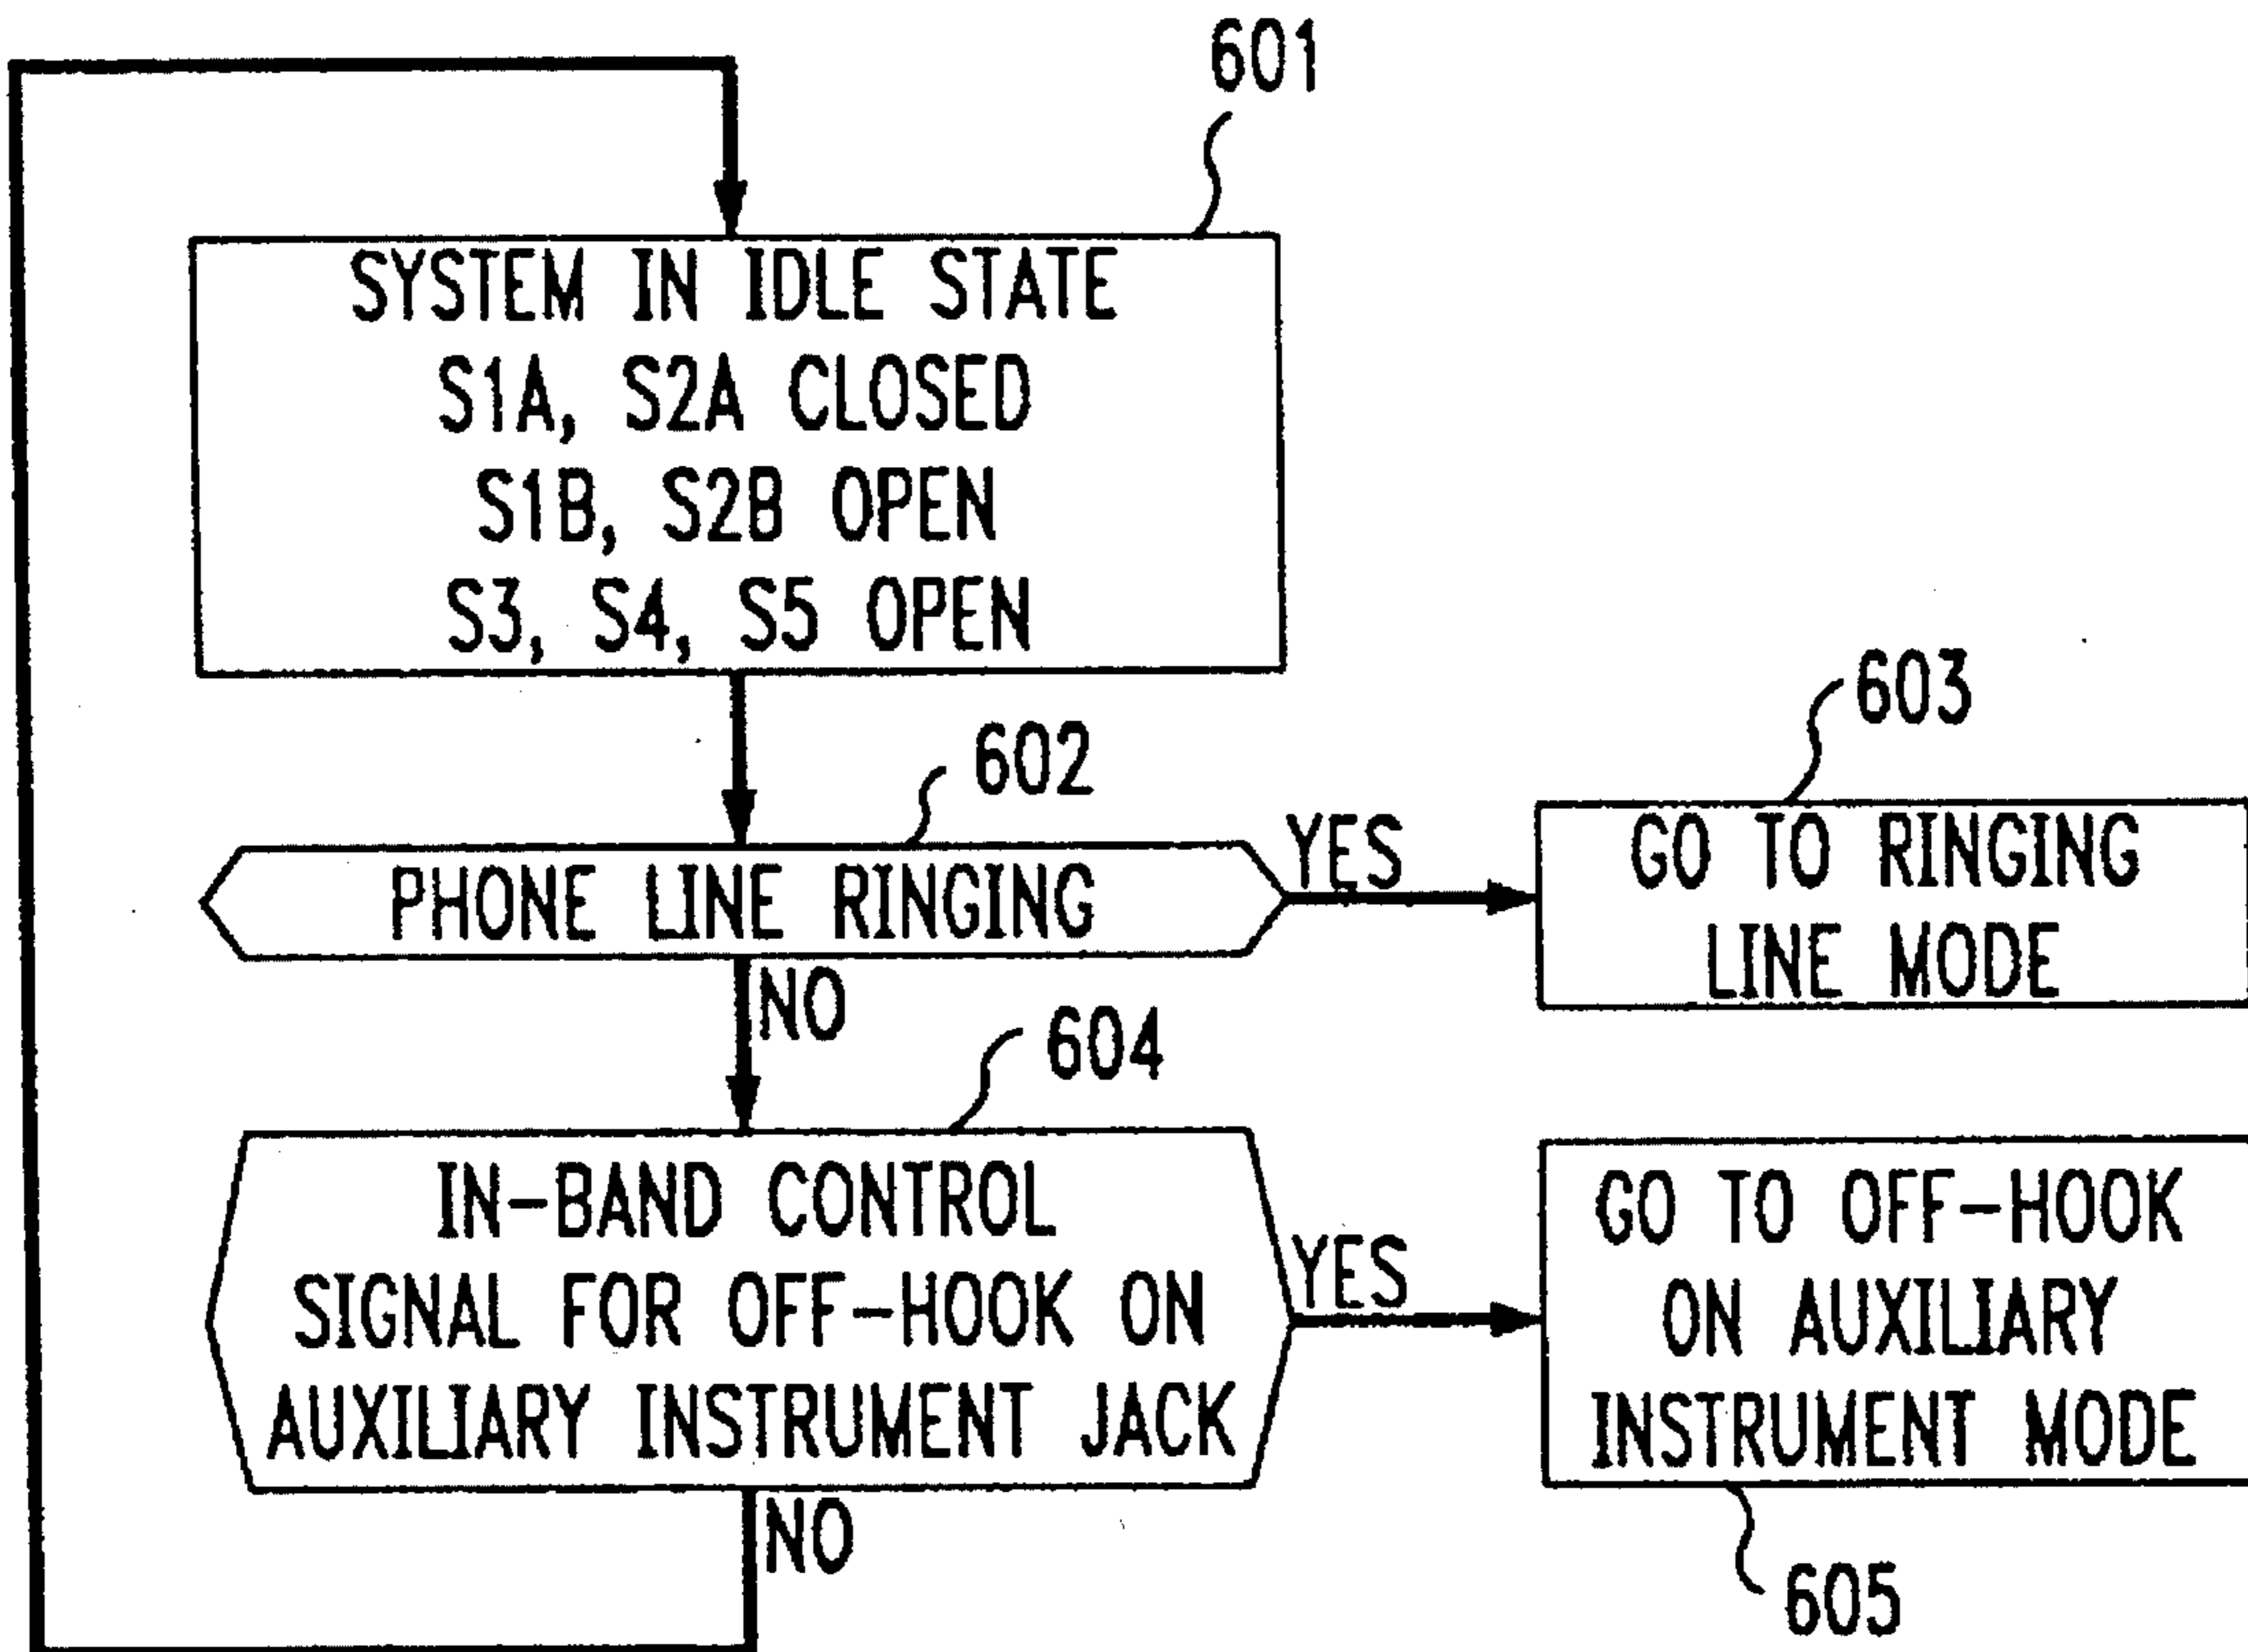 601
SYSTEM IN IDLE STATE
S1A, S2A CLOSED
S1B, S2B OPEN
S3, S4, S5 OPEN
602
PHONE LINE RINGING
YES
603
GO TO RINGING
LINE MODE
NO
604
IN-BAND CONTROL
SIGNAL FOR OFF-HOOK ON
AUXILIARY INSTRUMENT JACK
YES
GO TO OFF-HOOK
ON AUXILIARY
INSTRUMENT MODE
605
NO